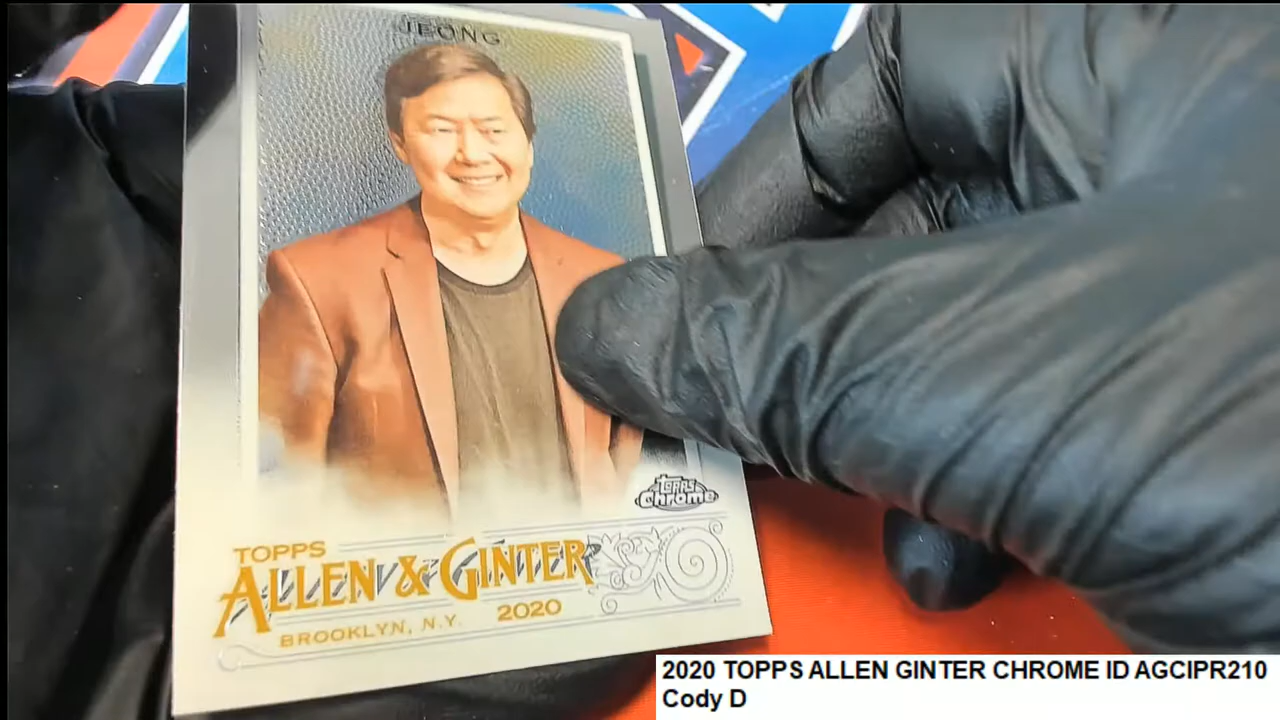 JEONG
TOPPS
Chrome
TOPPS
ALLEN & GINTER
BROOKLYN, N.Y. 2020
2020 TOPPS ALLEN GINTER CHROME ID AGCIPR210
Cody D